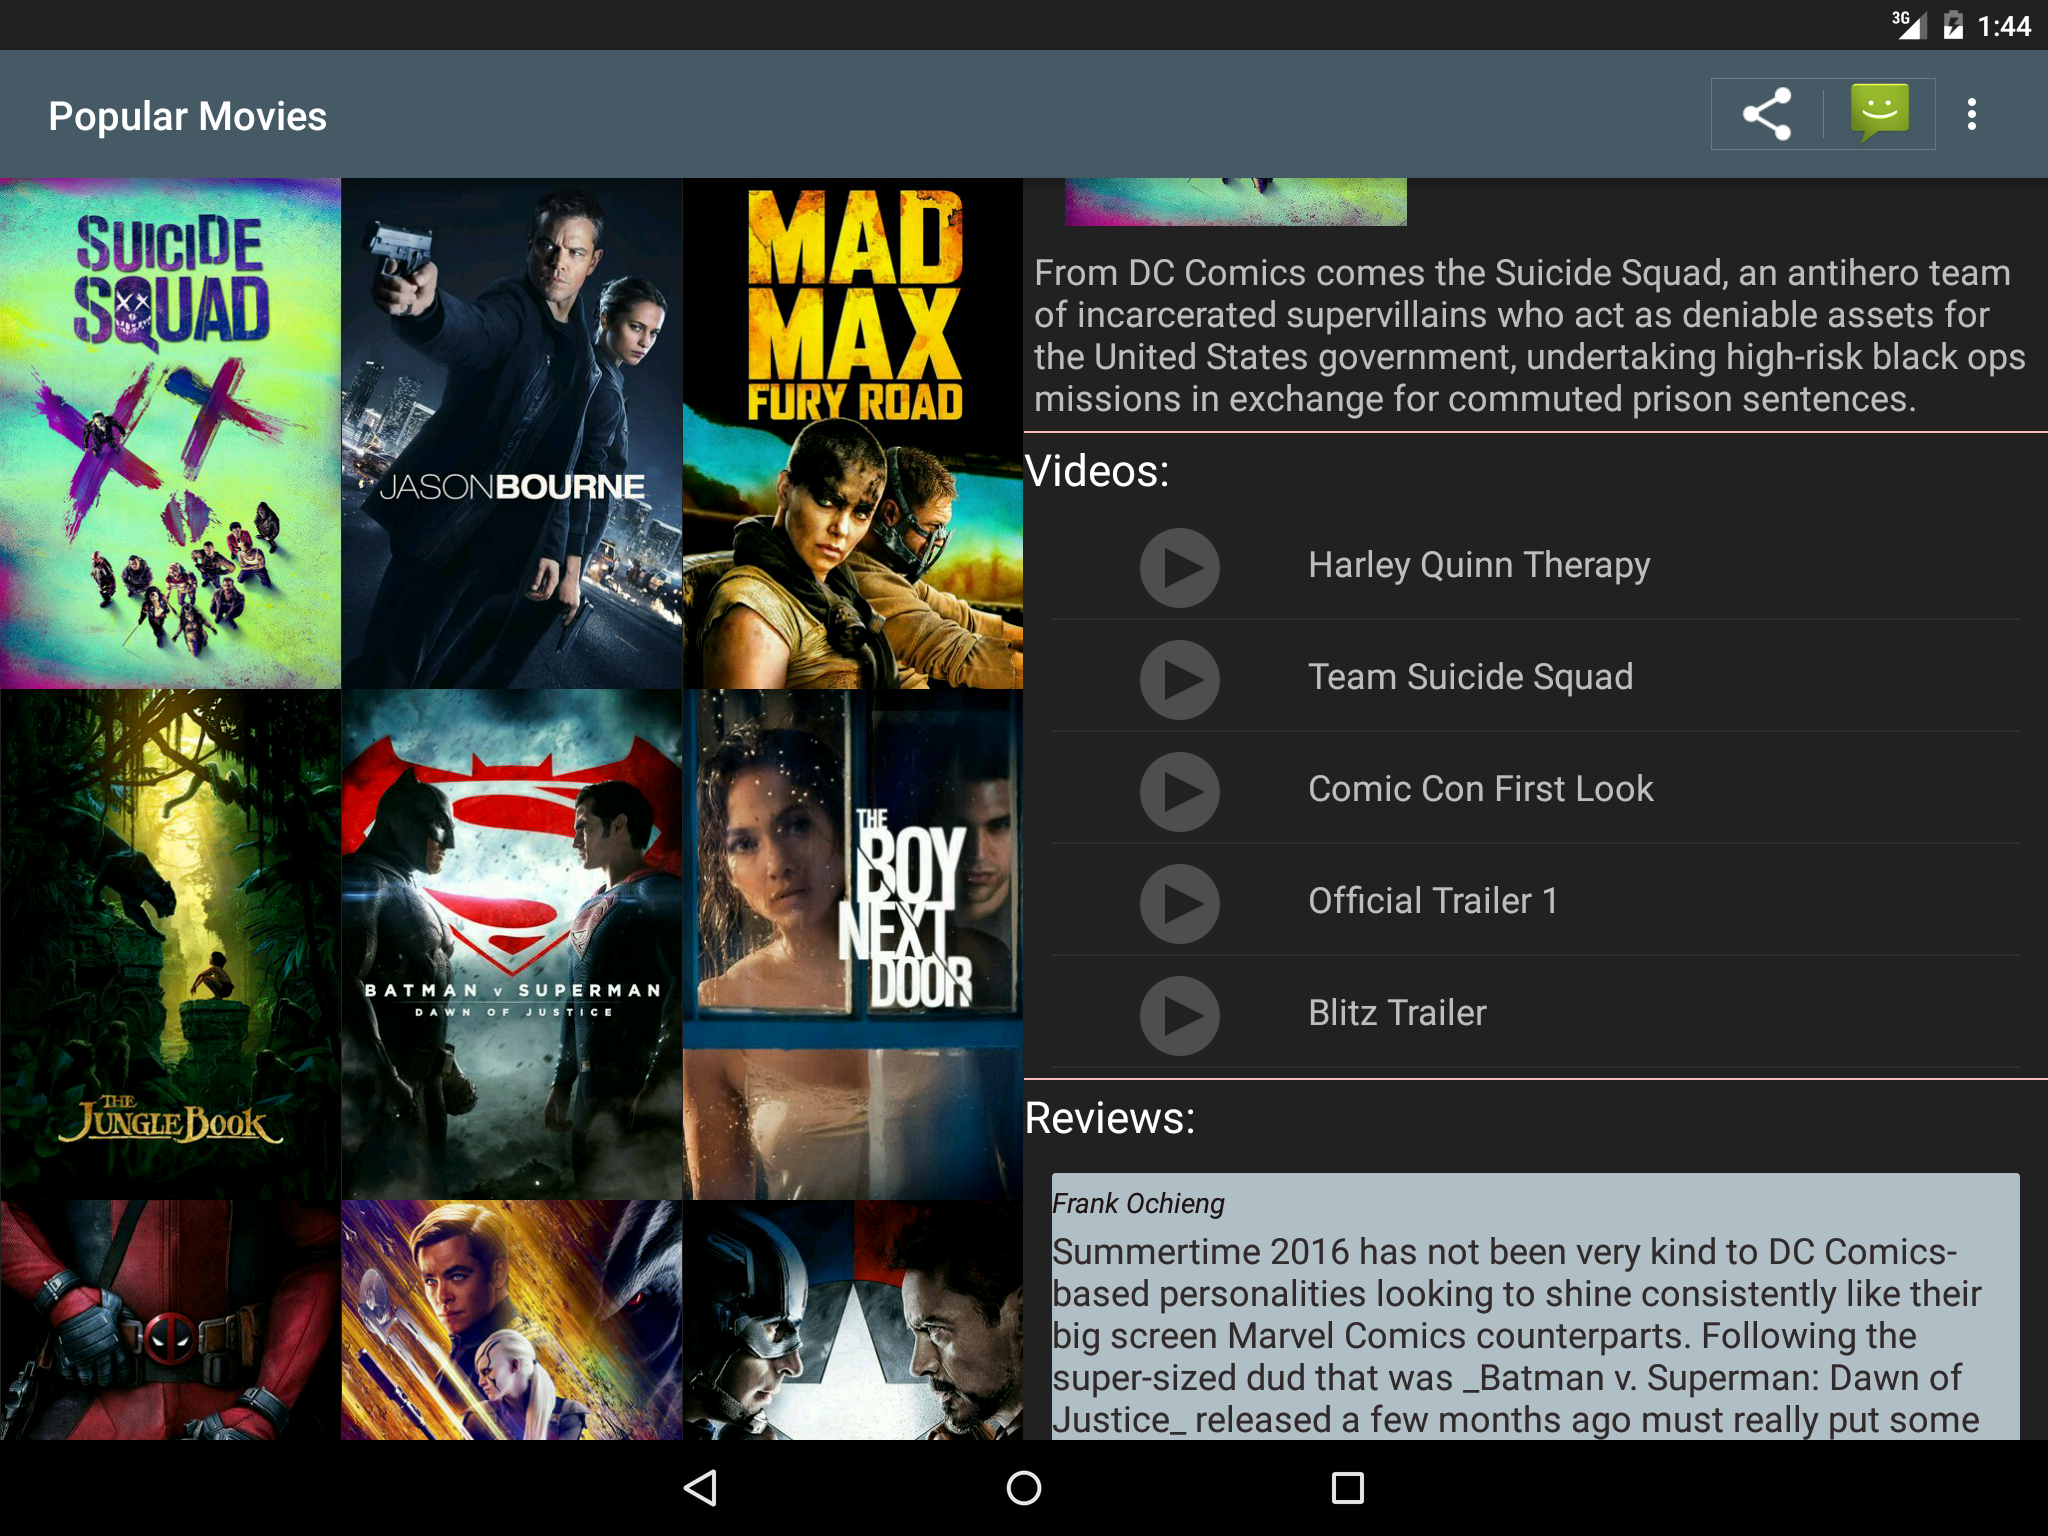 3G 1:44
Popular Movies
SUICIDE
SQUAD
JASON BOURNE
MAD
MAX
FURY ROAD
THE
JUNGLE BOOK
BATMAN v SUPERMAN
DAWN OF JUSTICE
THE
BOY
NEXT
DOOR
From DC Comics comes the Suicide Squad, an antihero team
of incarcerated supervillains who act as deniable assets for
the United States government, undertaking high-risk black ops
missions in exchange for commuted prison sentences.
Videos:
Harley Quinn Therapy
Team Suicide Squad
Comic Con First Look
Official Trailer 1
Blitz Trailer
Reviews:
Frank Ochieng
Summertime 2016 has not been very kind to DC Comics-
based personalities looking to shine consistently like their
big screen Marvel Comics counterparts. Following the
super-sized dud that was _Batman v. Superman: Dawn of
Justice_ released a few months ago must really put some